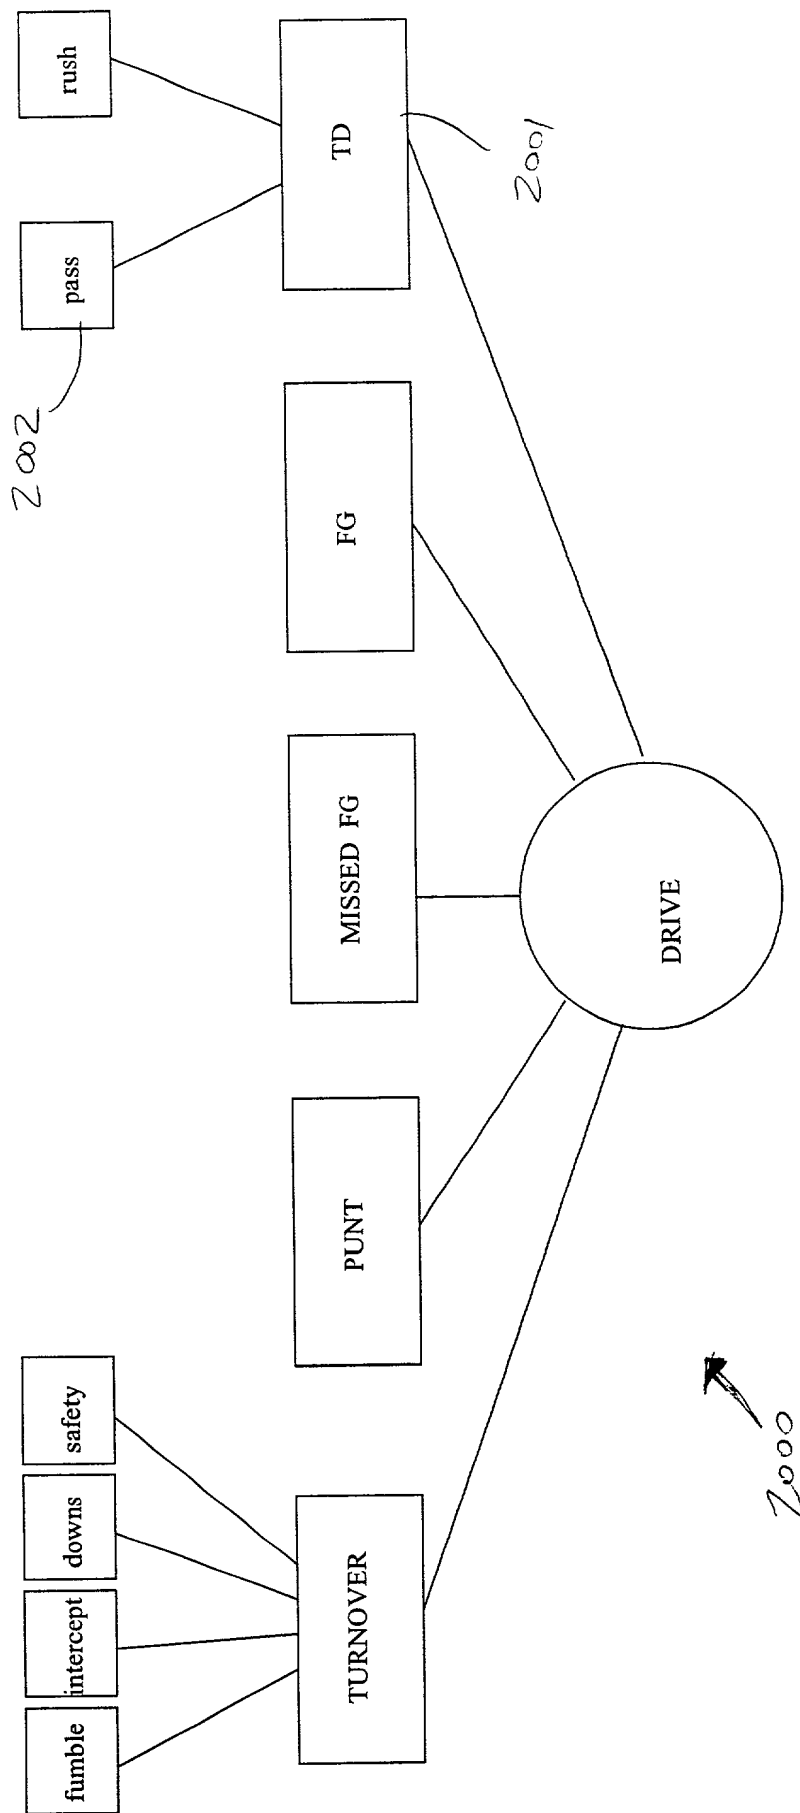 fumble
intercept
downs
safety
2002
pass
rush
TURNOVER
PUNT
MISSED FG
FG
TD
2001
DRIVE
2000